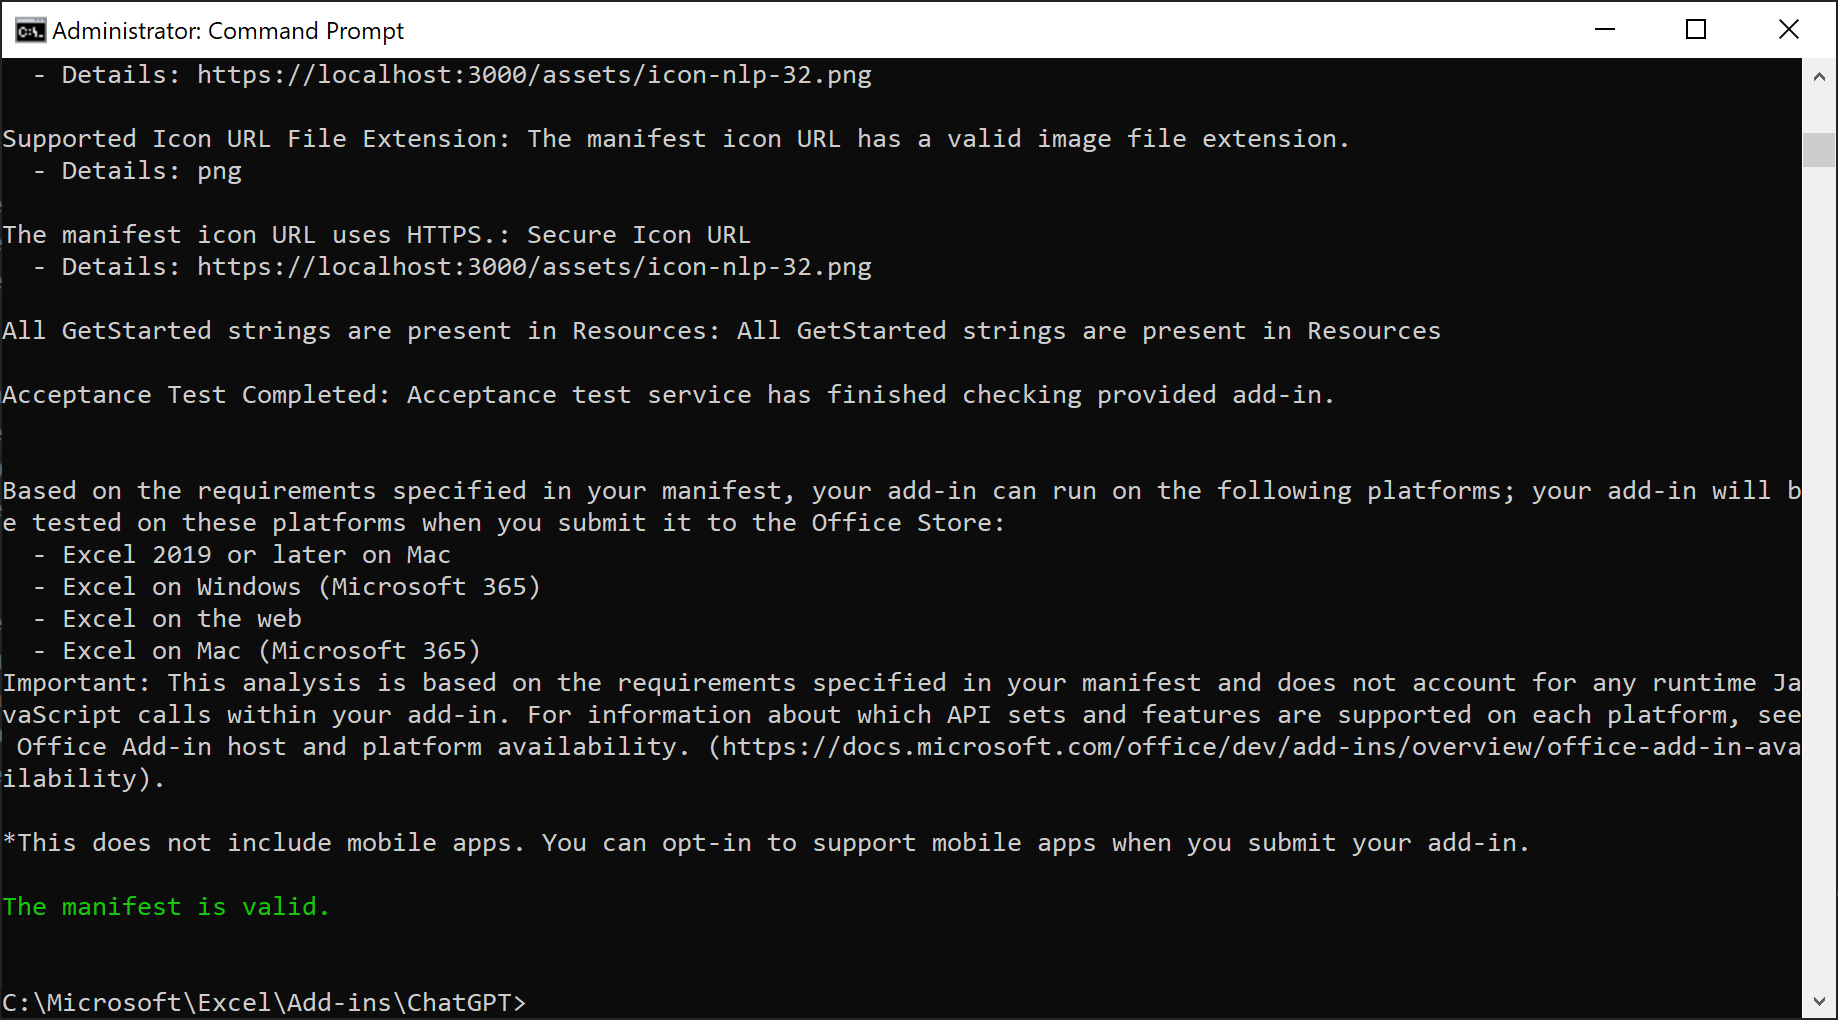 Administrator: Command Prompt
- Details: https://localhost:3000/assets/icon-nlp-32.png
Supported Icon URL File Extension: The manifest icon URL has a valid image file extension.
- Details: png
The manifest icon URL uses HTTPS.: Secure Icon URL
- Details: https://localhost:3000/assets/icon-nlp-32.png
All GetStarted strings are present in Resources: All GetStarted strings are present in Resources
Acceptance Test Completed: Acceptance test service has finished checking provided add-in.
Based on the requirements specified in your manifest, your add-in can run on the following platforms; your add-in will b
e tested on these platforms when you submit it to the Office Store:
- Excel 2019 or later on Mac
- Excel on Windows (Microsoft 365)
- Excel on the web
- Excel on Mac (Microsoft 365)
Important: This analysis is based on the requirements specified in your manifest and does not account for any runtime Ja
vaScript calls within your add-in. For information about which API sets and features are supported on each platform, see
Office Add-in host and platform availability. (https://docs.microsoft.com/office/dev/add-ins/overview/office-add-in-ava
ilability).
*This does not include mobile apps. You can opt-in to support mobile apps when you submit your add-in.
The manifest is valid.
C:\Microsoft\Excel\Add-ins\ChatGPT>